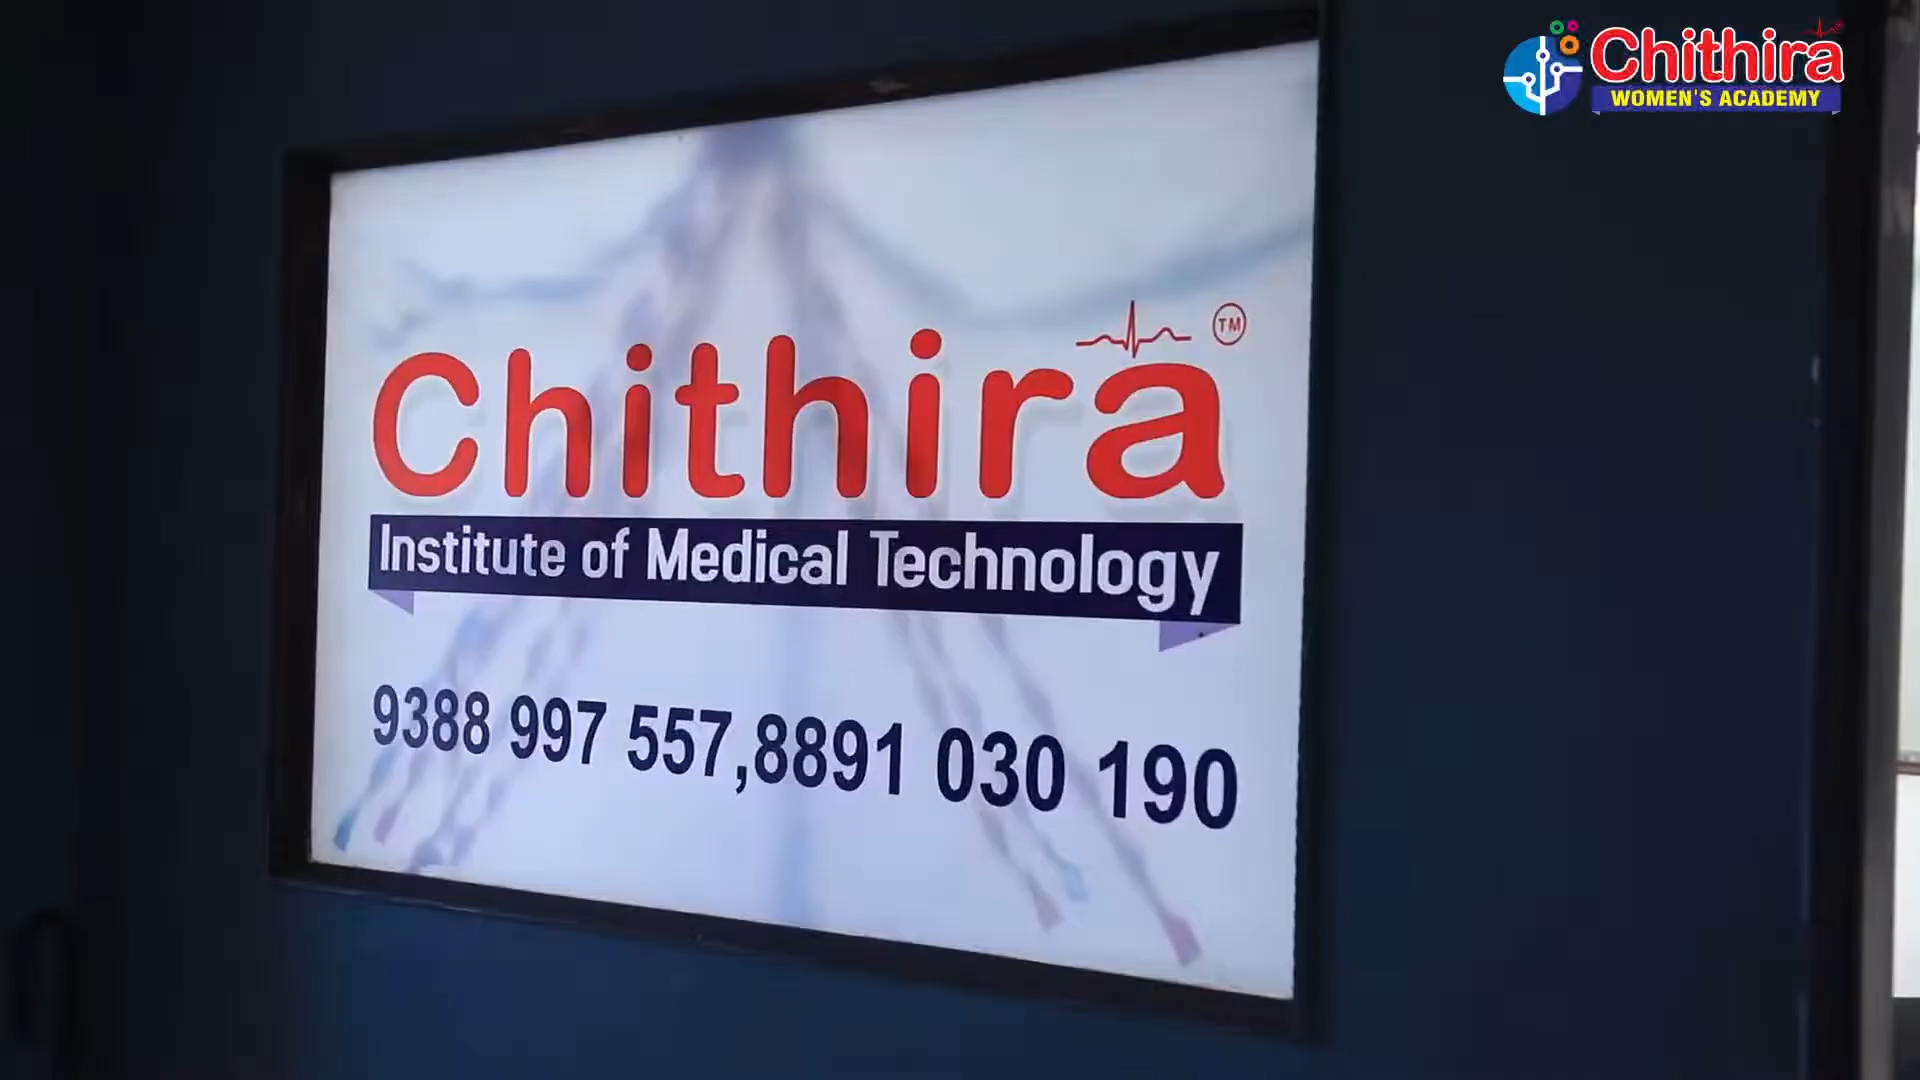 Chithira
WOMEN'S ACADEMY
Chithira TM
Institute of Medical Technology
9388 997 557,8891 030 190